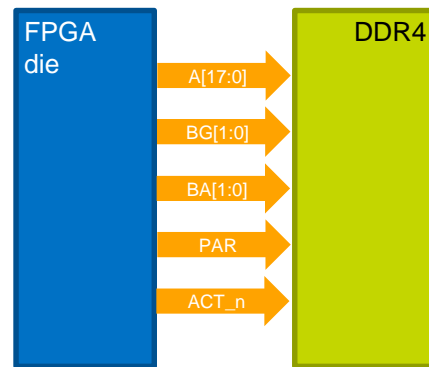 FPGA
die
DDR4
A[17:0]
BG[1:0]
BA[1:0]
PAR
ACT_n